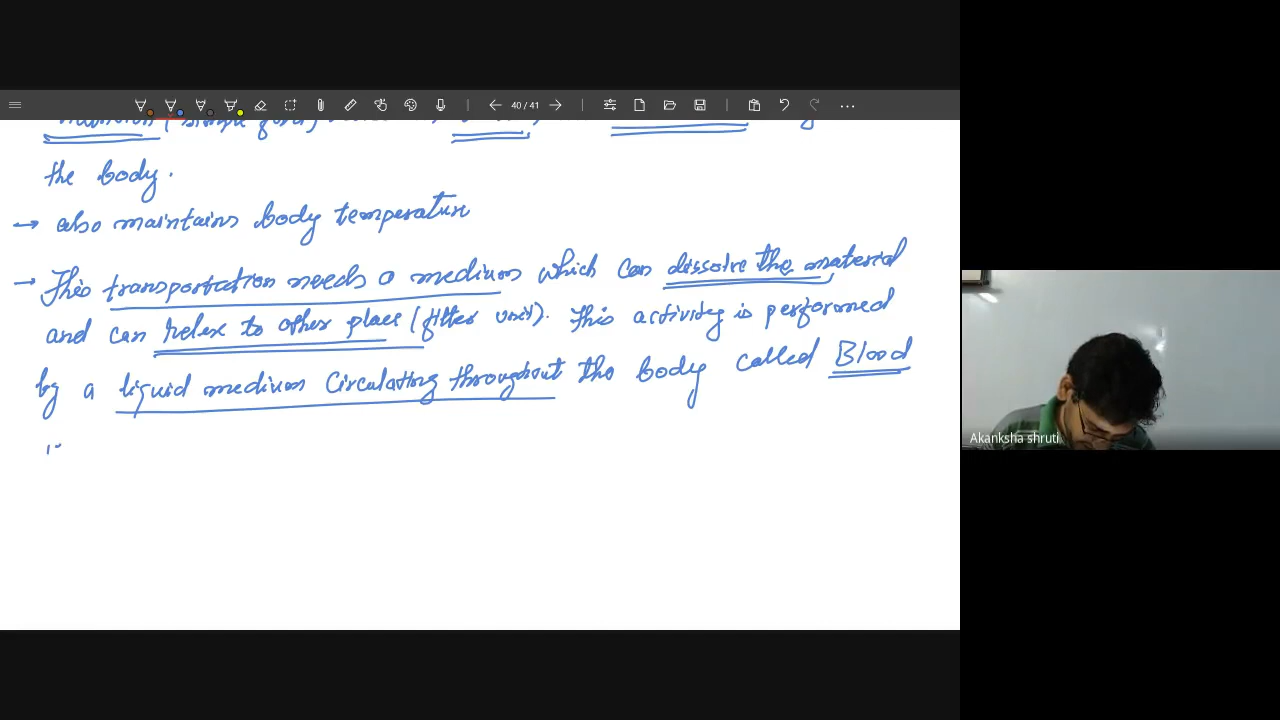 40 / 41
the body.
→ also maintains body temperature
→ This transportation needs a medium which can dissolve the material
and can relex to other place (filter unit). This activity is performed
by a liquid medium circulating throughout the body called Blood
Akanksha shruti